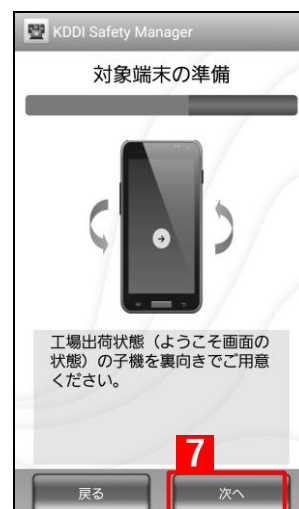 KDDI Safety Manager
対象端末の準備
工場出荷状態（ようこそ画面の
状態）の子機を裏向きでご用意
ください。
7
戻る
次へ